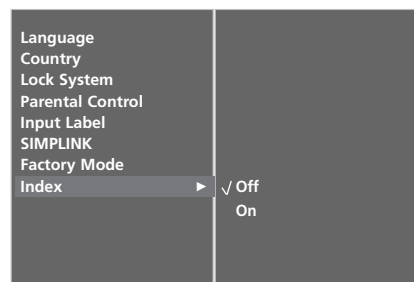 Language
Country
Lock System
Parental Control
Input Label
SIMPLINK
Factory Mode
Index ► √ Off
On